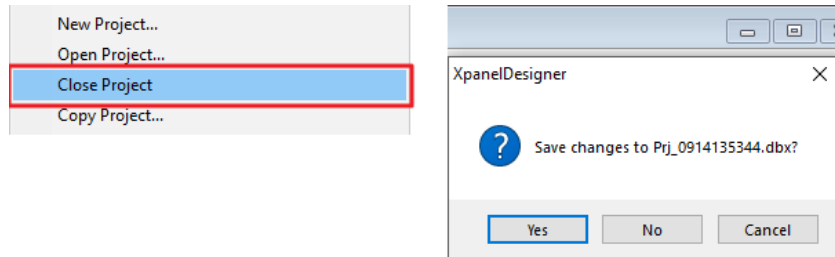 New Project...
Open Project...
Close Project
Copy Project...
XpanelDesigner
Save changes to Prj_0914135344.dbx?
Yes
No
Cancel